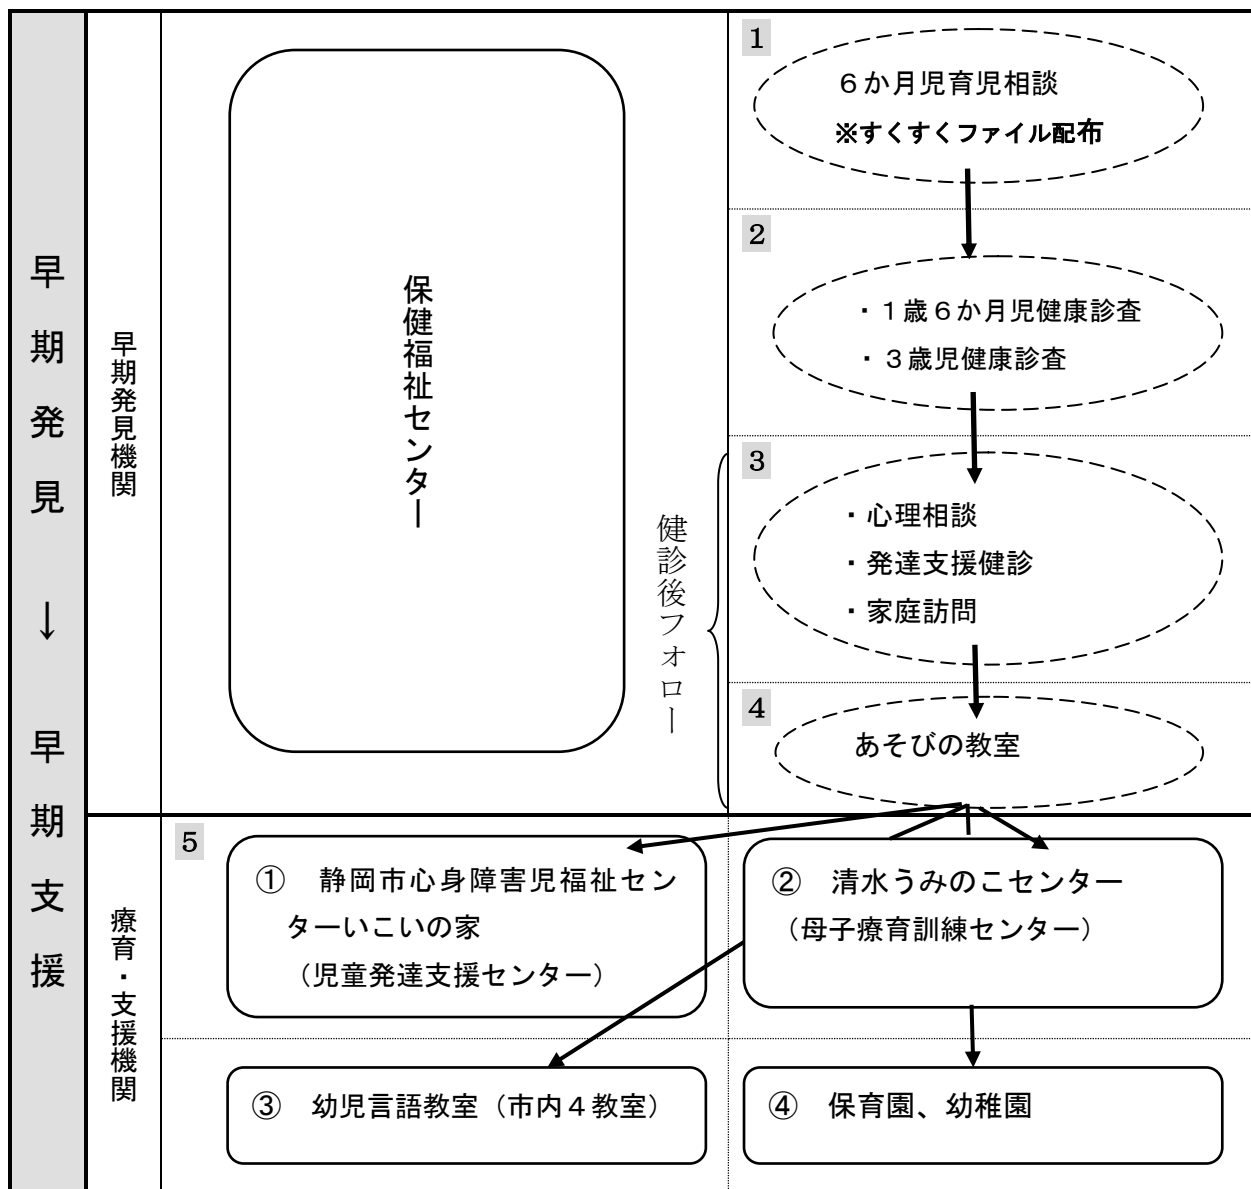 早期発見 → 早期支援
早期発見機関
保健福祉センター
健診後フォロー
1
6か月児育児相談
※すくすくファイル配布
2
・1歳6か月児健康診査
・3歳児健康診査
3
・心理相談
・発達支援健診
・家庭訪問
4
あそびの教室
療育・支援機関
5
① 静岡市心身障害児福祉セン
ターいこいの家
（児童発達支援センター）
② 清水うみのこセンター
（母子療育訓練センター）
③ 幼児言語教室（市内４教室）
④ 保育園、幼稚園